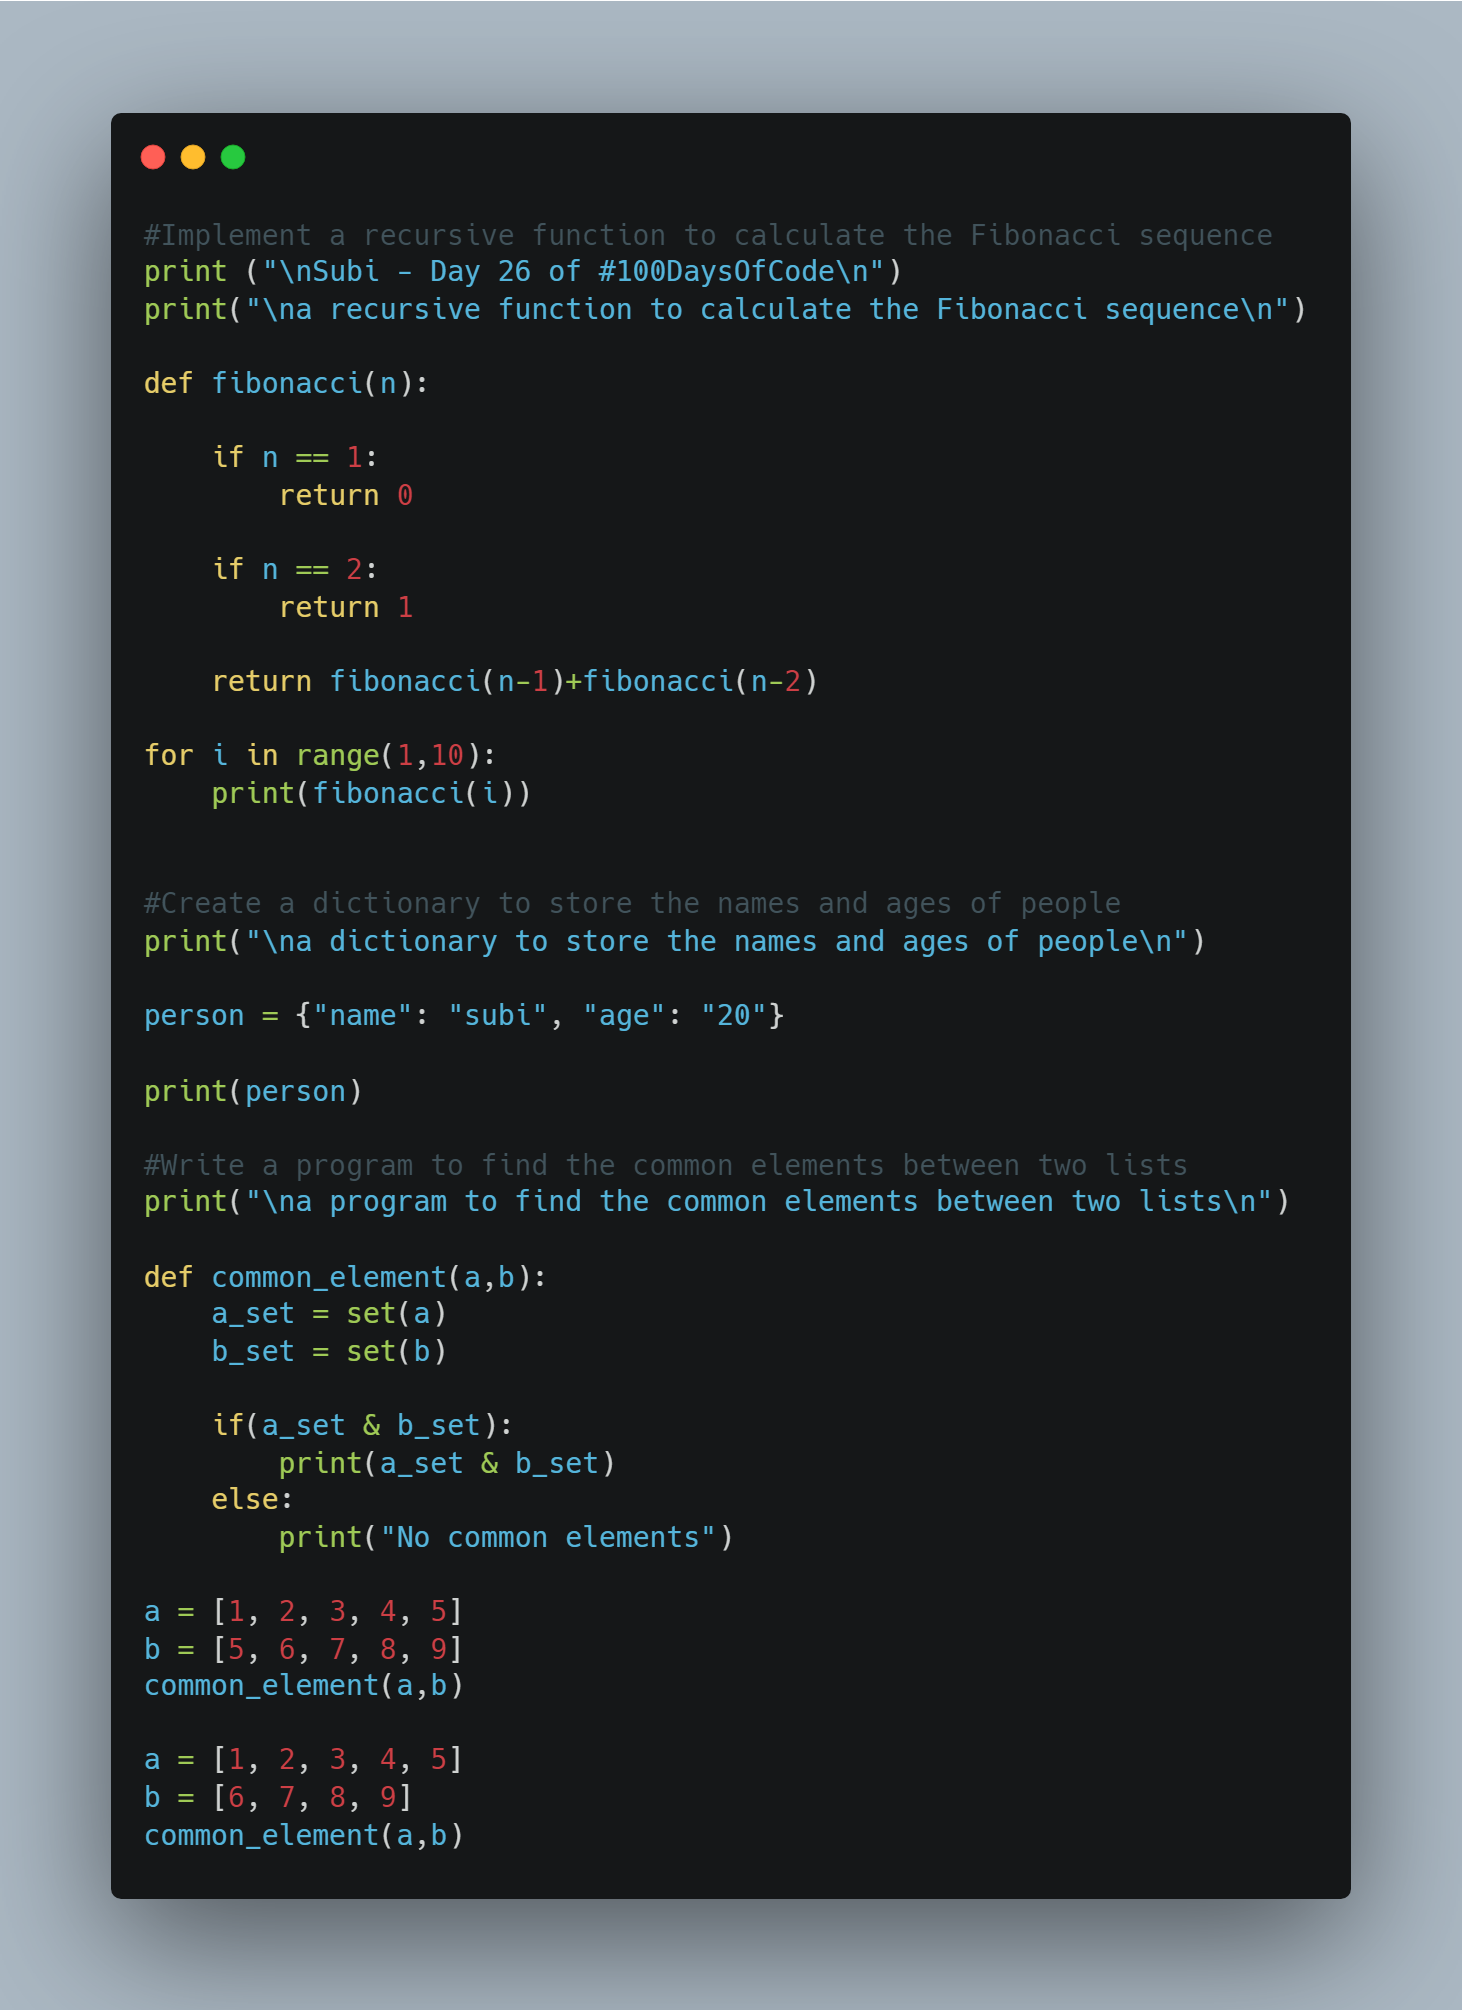 #Implement a recursive function to calculate the Fibonacci sequence
print ("\nSubi - Day 26 of #100DaysOfCode\n")
print("\na recursive function to calculate the Fibonacci sequence\n")

def fibonacci(n):

    if n == 1:
        return 0

    if n == 2:
        return 1

    return fibonacci(n-1)+fibonacci(n-2)

for i in range(1,10):
    print(fibonacci(i))


#Create a dictionary to store the names and ages of people
print("\na dictionary to store the names and ages of people\n")

person = {"name": "subi", "age": "20"}

print(person)

#Write a program to find the common elements between two lists
print("\na program to find the common elements between two lists\n")

def common_element(a,b):
    a_set = set(a)
    b_set = set(b)

    if(a_set & b_set):
        print(a_set & b_set)
    else:
        print("No common elements")

a = [1, 2, 3, 4, 5]
b = [5, 6, 7, 8, 9]
common_element(a,b)

a = [1, 2, 3, 4, 5]
b = [6, 7, 8, 9]
common_element(a,b)